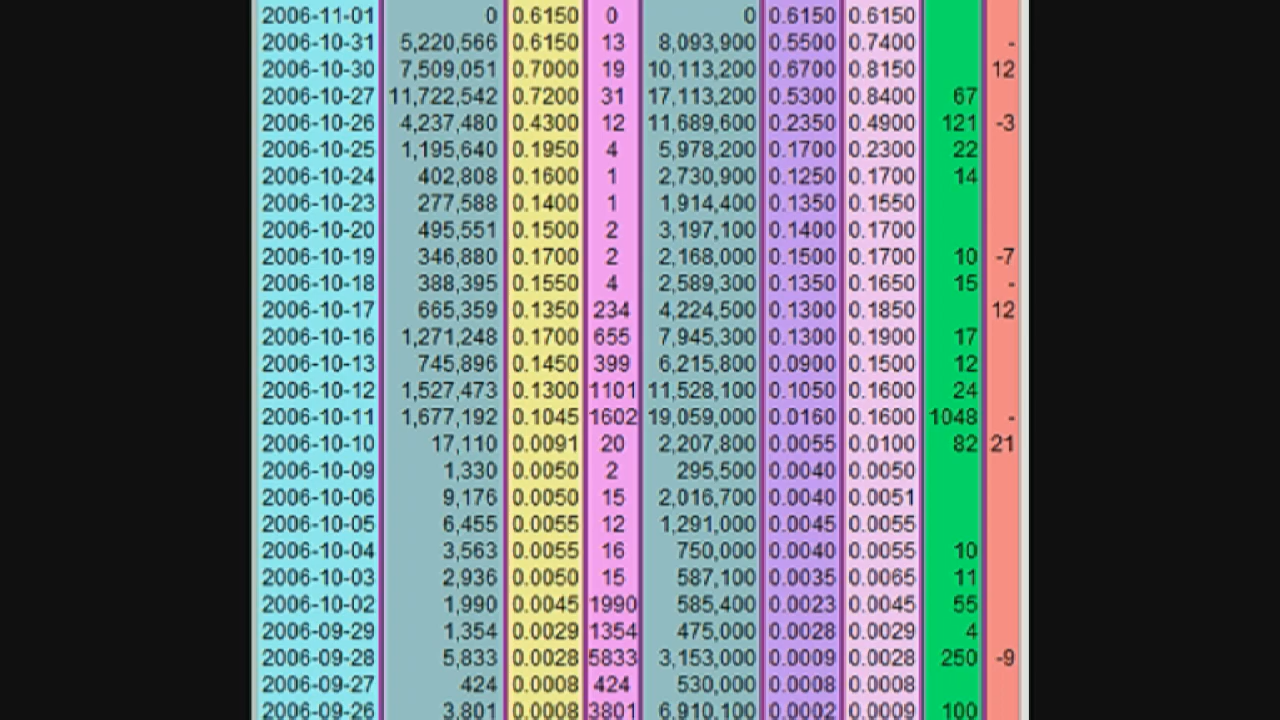 2006-11-01 0 0.6150 0 0 0.6150 0.6150
2006-10-31 5,220,566 0.6150 13 8,093,900 0.5500 0.7400 -
2006-10-30 7,509,051 0.7000 19 10,113,200 0.6700 0.8150 12
2006-10-27 11,722,542 0.7200 31 17,113,200 0.5300 0.8400 67
2006-10-26 4,237,480 0.4300 12 11,689,600 0.2350 0.4900 121 -3
2006-10-25 1,195,640 0.1950 4 5,978,200 0.1700 0.2300 22
2006-10-24 402,808 0.1600 1 2,730,900 0.1250 0.1700 14
2006-10-23 277,588 0.1400 1 1,914,400 0.1350 0.1550
2006-10-20 495,551 0.1500 2 3,197,100 0.1400 0.1700
2006-10-19 346,880 0.1700 2 2,168,000 0.1500 0.1700 10 -7
2006-10-18 388,395 0.1550 4 2,589,300 0.1350 0.1650 15 -
2006-10-17 665,359 0.1350 234 4,224,500 0.1300 0.1850 12
2006-10-16 1,271,248 0.1700 655 7,945,300 0.1300 0.1900 17
2006-10-13 745,896 0.1450 399 6,215,800 0.0900 0.1500 12
2006-10-12 1,527,473 0.1300 1101 11,528,100 0.1050 0.1600 24
2006-10-11 1,677,192 0.1045 1602 19,059,000 0.0160 0.1600 1048 -
2006-10-10 17,110 0.0091 20 2,207,800 0.0055 0.0100 82 21
2006-10-09 1,330 0.0050 2 295,500 0.0040 0.0050
2006-10-06 9,176 0.0050 15 2,016,700 0.0040 0.0051
2006-10-05 6,455 0.0055 12 1,291,000 0.0045 0.0055
2006-10-04 3,563 0.0055 16 750,000 0.0040 0.0055 10
2006-10-03 2,936 0.0050 15 587,100 0.0035 0.0065 11
2006-10-02 1,990 0.0045 1990 585,400 0.0023 0.0045 55
2006-09-29 1,354 0.0029 1354 475,000 0.0028 0.0029 4
2006-09-28 5,833 0.0028 5833 3,153,000 0.0009 0.0028 250 -9
2006-09-27 424 0.0008 424 530,000 0.0008 0.0008
2006-09-26 3,801 0.0008 3801 6,910,100 0.0002 0.0009 100